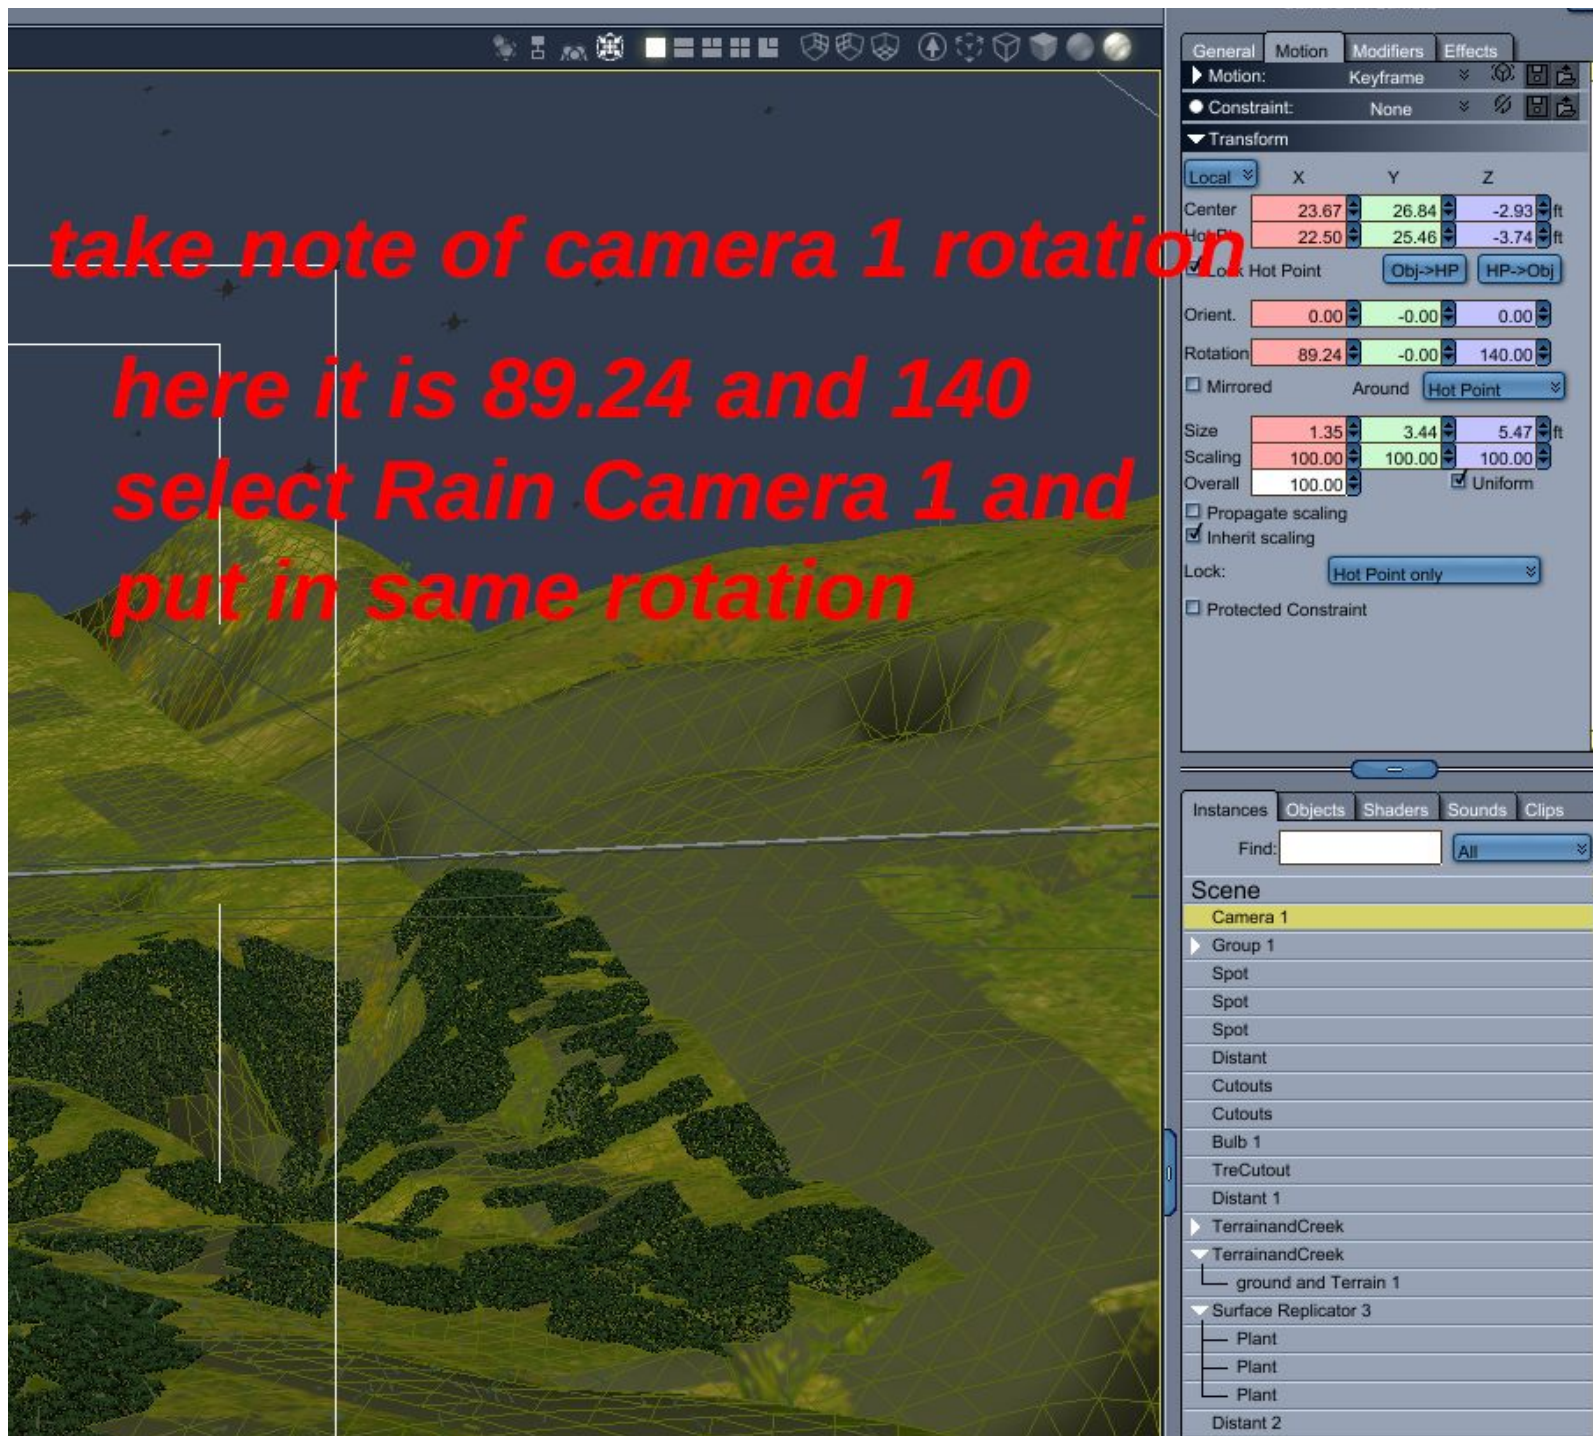 General Motion Modifiers Effects
Motion: Keyframe
Constraint: None
Transform
Local X Y Z
Center 23.67 26.84 -2.93 ft
22.50 25.46 -3.74 ft
take note of camera 1 rotation
Lock Hot Point Obj->HP HP->Obj
Orient. 0.00 -0.00 0.00
Rotation 89.24 -0.00 140.00
here it is 89.24 and 140
Mirrored Around Hot Point
Size 1.35 3.44 5.47 ft
Scaling 100.00 100.00 100.00
Overall 100.00 Uniform
select Rain Camera 1 and
Propagate scaling
Inherit scaling
Lock: Hot Point only
put in same rotation
Protected Constraint
Instances Objects Shaders Sounds Clips
Find: All
Scene
Camera 1
Group 1
Spot
Spot
Spot
Distant
Cutouts
Cutouts
Bulb 1
TreCutout
Distant 1
TerrainandCreek
TerrainandCreek
ground and Terrain 1
Surface Replicator 3
Plant
Plant
Plant
Distant 2